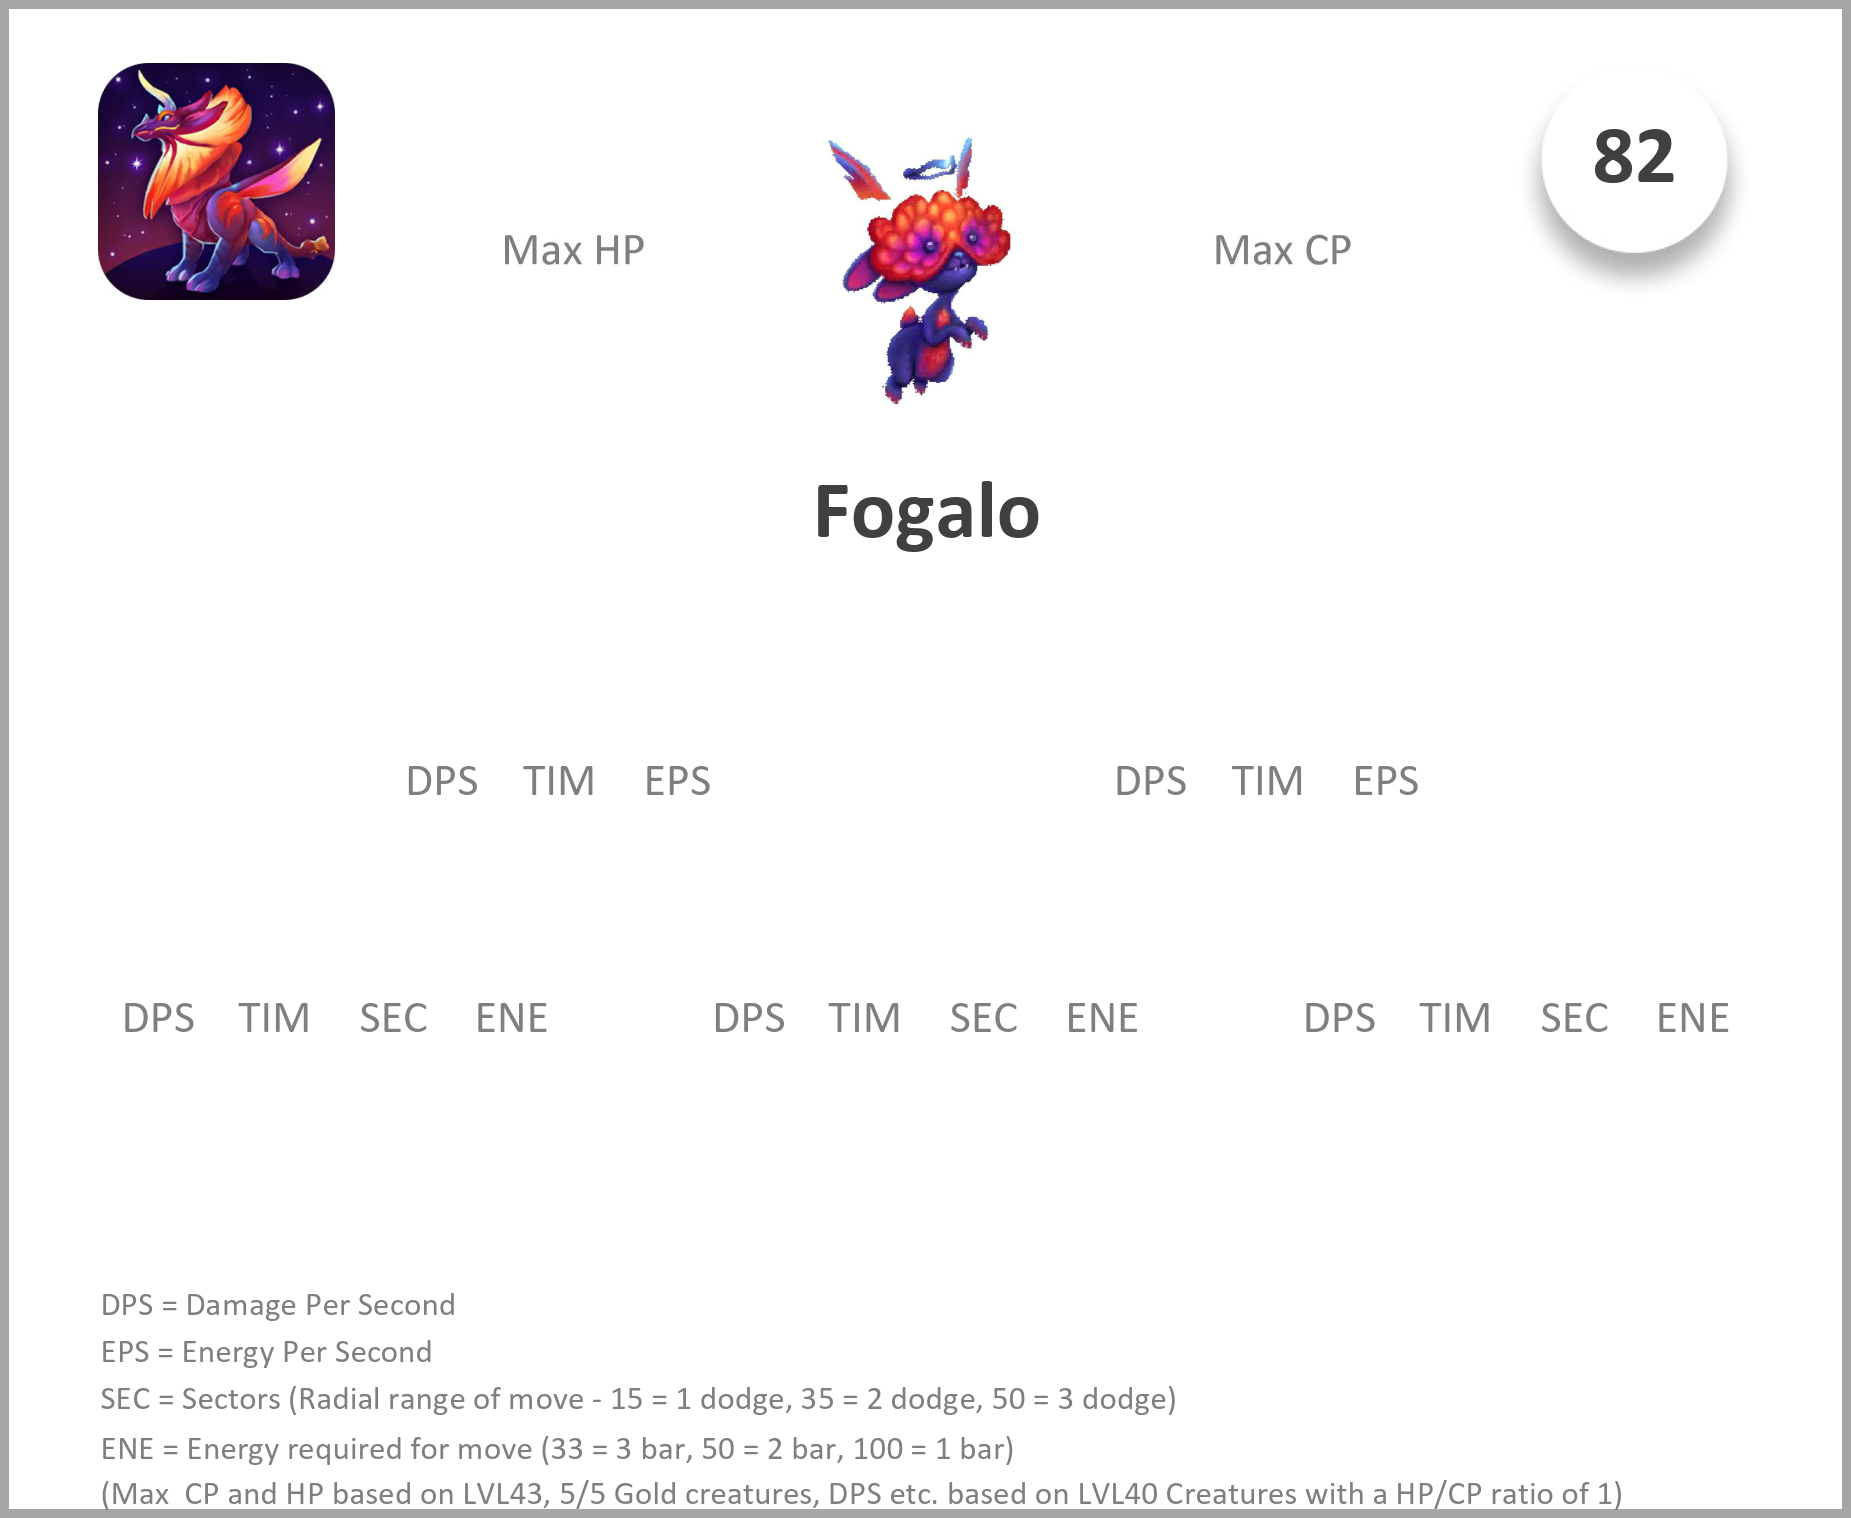 82
Max HP
Max CP
Fogalo
DPS TIM EPS
DPS TIM EPS
DPS TIM SEC ENE
DPS TIM SEC ENE
DPS TIM SEC ENE
DPS = Damage Per Second
EPS = Energy Per Second
SEC = Sectors (Radial range of move - 15 = 1 dodge, 35 = 2 dodge, 50 = 3 dodge)
ENE = Energy required for move (33 = 3 bar, 50 = 2 bar, 100 = 1 bar)
(Max  CP and HP based on LVL43, 5/5 Gold creatures, DPS etc. based on LVL40 Creatures with a HP/CP ratio of 1)